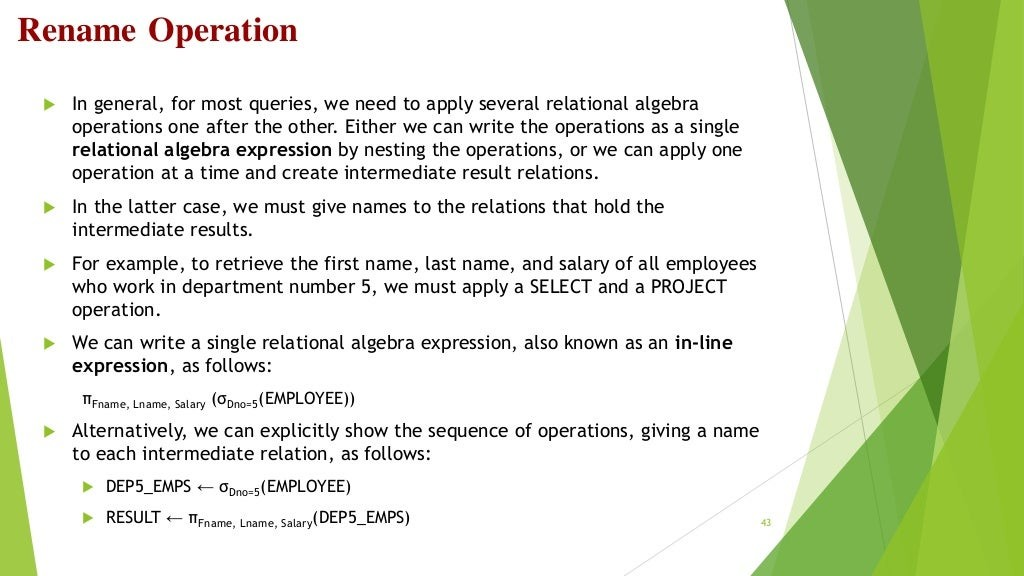 Rename Operation
In general, for most queries, we need to apply several relational algebra
operations one after the other. Either we can write the operations as a single
relational algebra expression by nesting the operations, or we can apply one
operation at a time and create intermediate result relations.
In the latter case, we must give names to the relations that hold the
intermediate results.
For example, to retrieve the first name, last name, and salary of all employees
who work in department number 5, we must apply a SELECT and a PROJECT
operation.
We can write a single relational algebra expression, also known as an in-line
expression, as follows:
πFname, Lname, Salary (σDno=5(EMPLOYEE))
Alternatively, we can explicitly show the sequence of operations, giving a name
to each intermediate relation, as follows:
DEP5_EMPS ← σDno=5(EMPLOYEE)
RESULT ← πFname, Lname, Salary(DEP5_EMPS)
43